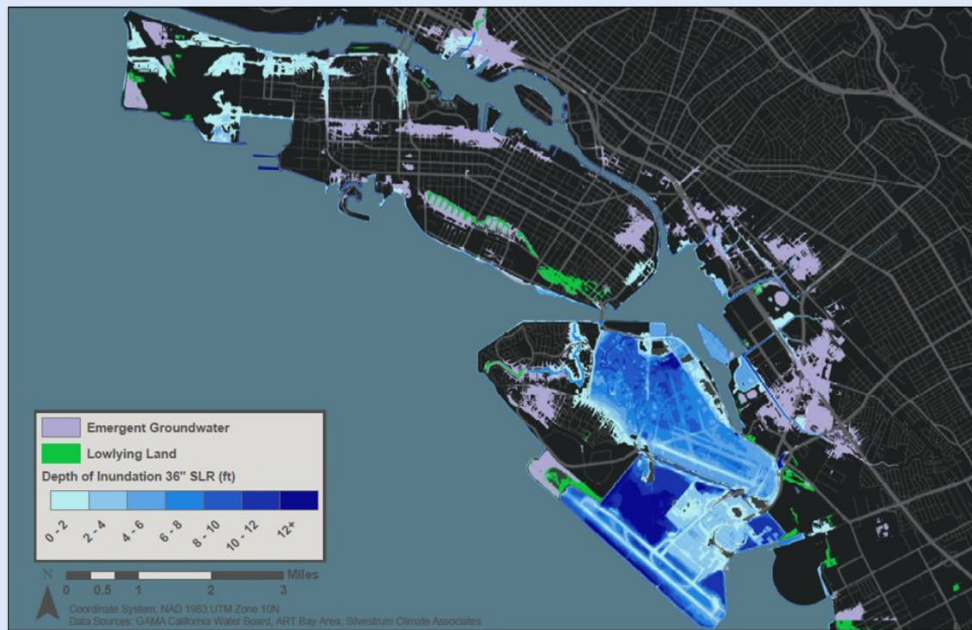 Emergent Groundwater
Lowlying Land
Depth of Inundation 36" SLR (ft)
0 - 2 2 - 4 4 - 6 6 - 8 8 - 10 10 - 12 12+
N
Miles
0 0.5 1 2 3
Coordinate System: NAD 1983 UTM Zone 10N
Data Sources: GAMA California Water Board, ART Bay Area, Silvestrum Climate Associates